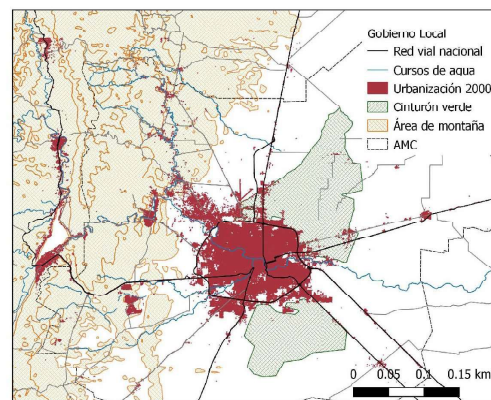 Gobierno Local
Red vial nacional
Cursos de agua
Urbanización 2000
Cinturón verde
Área de montaña
AMC
0 0.05 0.1 0.15 km